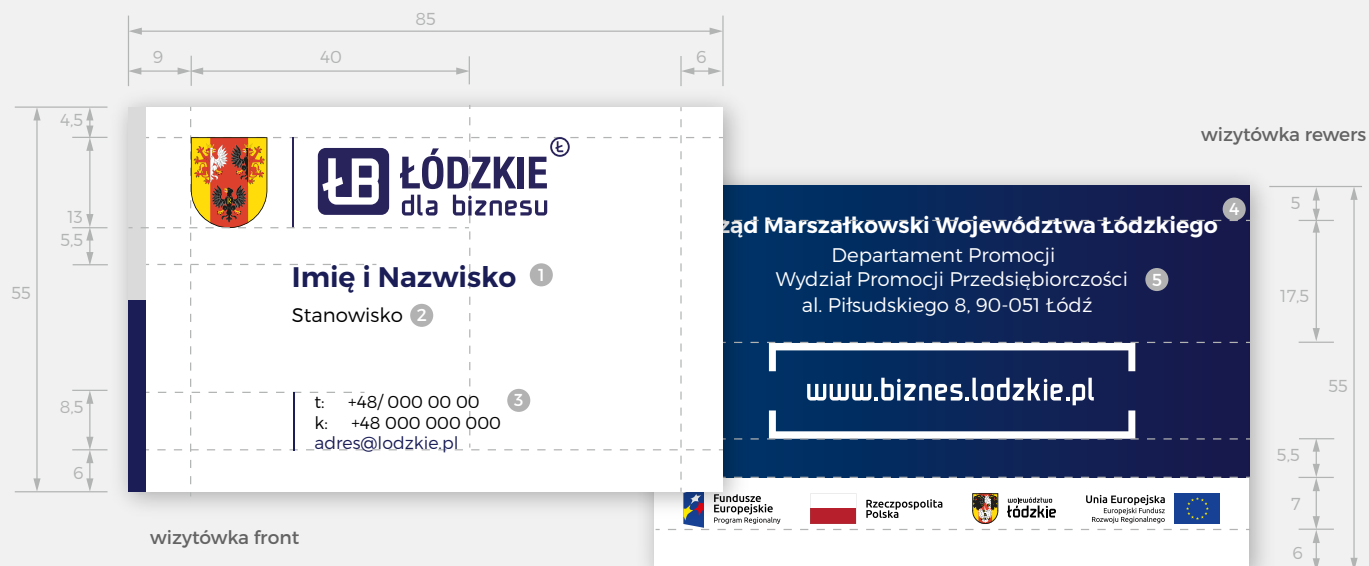 85
9
40
6
4,5
13
5,5
55
8,5
6
ŁB ŁÓDZKIE Ł
dla biznesu
Imię i Nazwisko 1
Stanowisko 2
t: +48/ 000 00 00 3
k: +48 000 000 000
adres@lodzkie.pl
wizytówka front
wizytówka rewers
Marszałkowski Województwa Łódzkiego 4
Departament Promocji
Wydział Promocji Przedsiębiorczości 5
al. Piłsudskiego 8, 90-051 Łódź
www.biznes.lodzkie.pl
Fundusze
Europejskie
Program Regionalny
Rzeczpospolita
Polska
województwo
łódzkie
Unia Europejska
Europejski Fundusz
Rozwoju Regionalnego
5
17,5
55
5,5
7
6